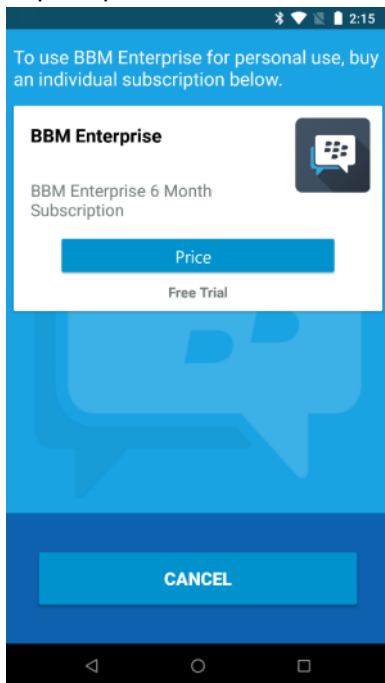 2:15
To use BBM Enterprise for personal use, buy
an individual subscription below.
BBM Enterprise
BBM Enterprise 6 Month
Subscription
Price
Free Trial
CANCEL